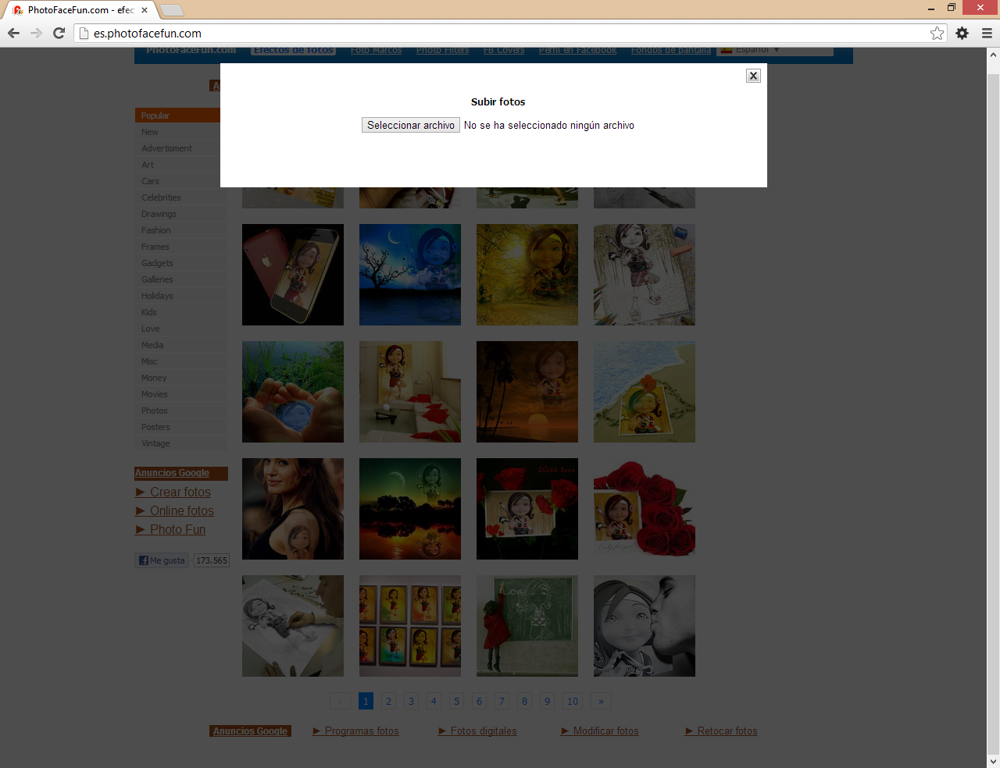 PhotoFaceFun.com - efec
es.photofacefun.com
PhotoFaceFun.com Efectos de fotos Foto Marcos Photo Filters FB Covers Perfil en Facebook Fondos de pantalla Español ▼
Subir fotos
Seleccionar archivo No se ha seleccionado ningún archivo
Popular
New
Advertisment
Art
Cars
Celebrities
Drawings
Fashion
Frames
Gadgets
Galleries
Holidays
Kids
Love
Media
Misc
Money
Movies
Photos
Posters
Vintage
Anuncios Google
► Crear fotos
► Online fotos
► Photo Fun
Me gusta 173.565
With love
Love
< 1 2 3 4 5 6 7 8 9 10 »
Anuncios Google ► Programas fotos ► Fotos digitales ► Modificar fotos ► Retocar fotos